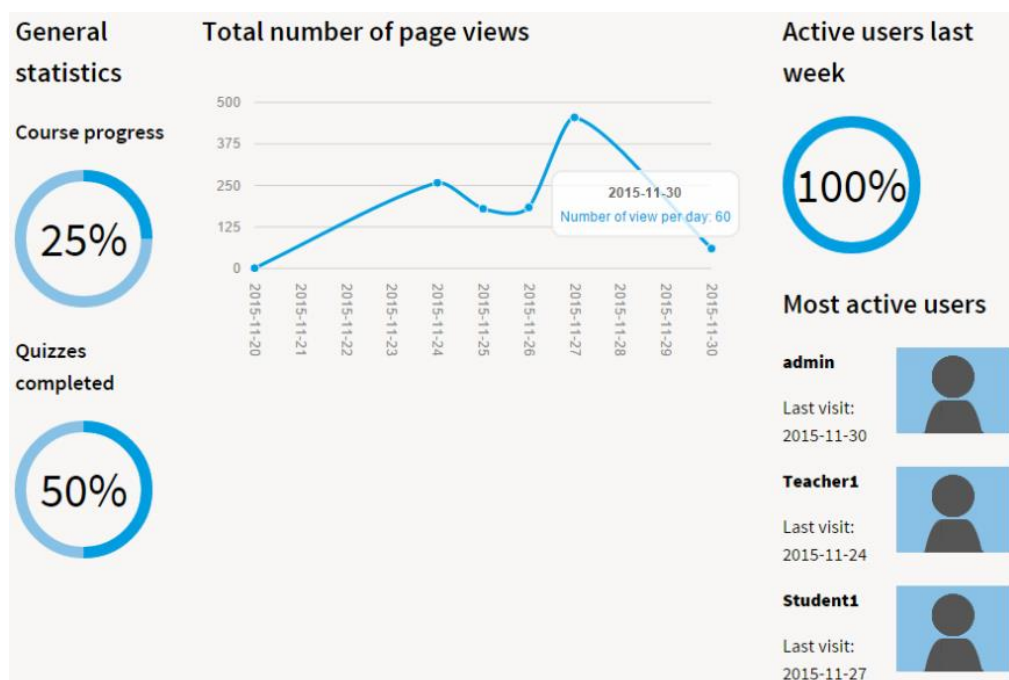 General
statistics
Course progress
25%
Quizzes
completed
50%
Total number of page views
500
375
250
125
0
2015-11-20
2015-11-21
2015-11-22
2015-11-23
2015-11-24
2015-11-25
2015-11-26
2015-11-27
2015-11-28
2015-11-29
2015-11-30
2015-11-30
Number of view per day: 60
Active users last
week
100%
Most active users
admin
Last visit:
2015-11-30
Teacher1
Last visit:
2015-11-24
Student1
Last visit:
2015-11-27